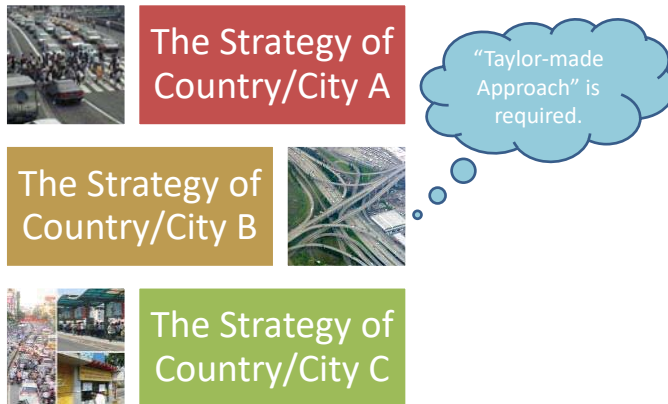 The Strategy of
Country/City A
“Taylor-made
Approach” is
required.
The Strategy of
Country/City B
The Strategy of
Country/City C